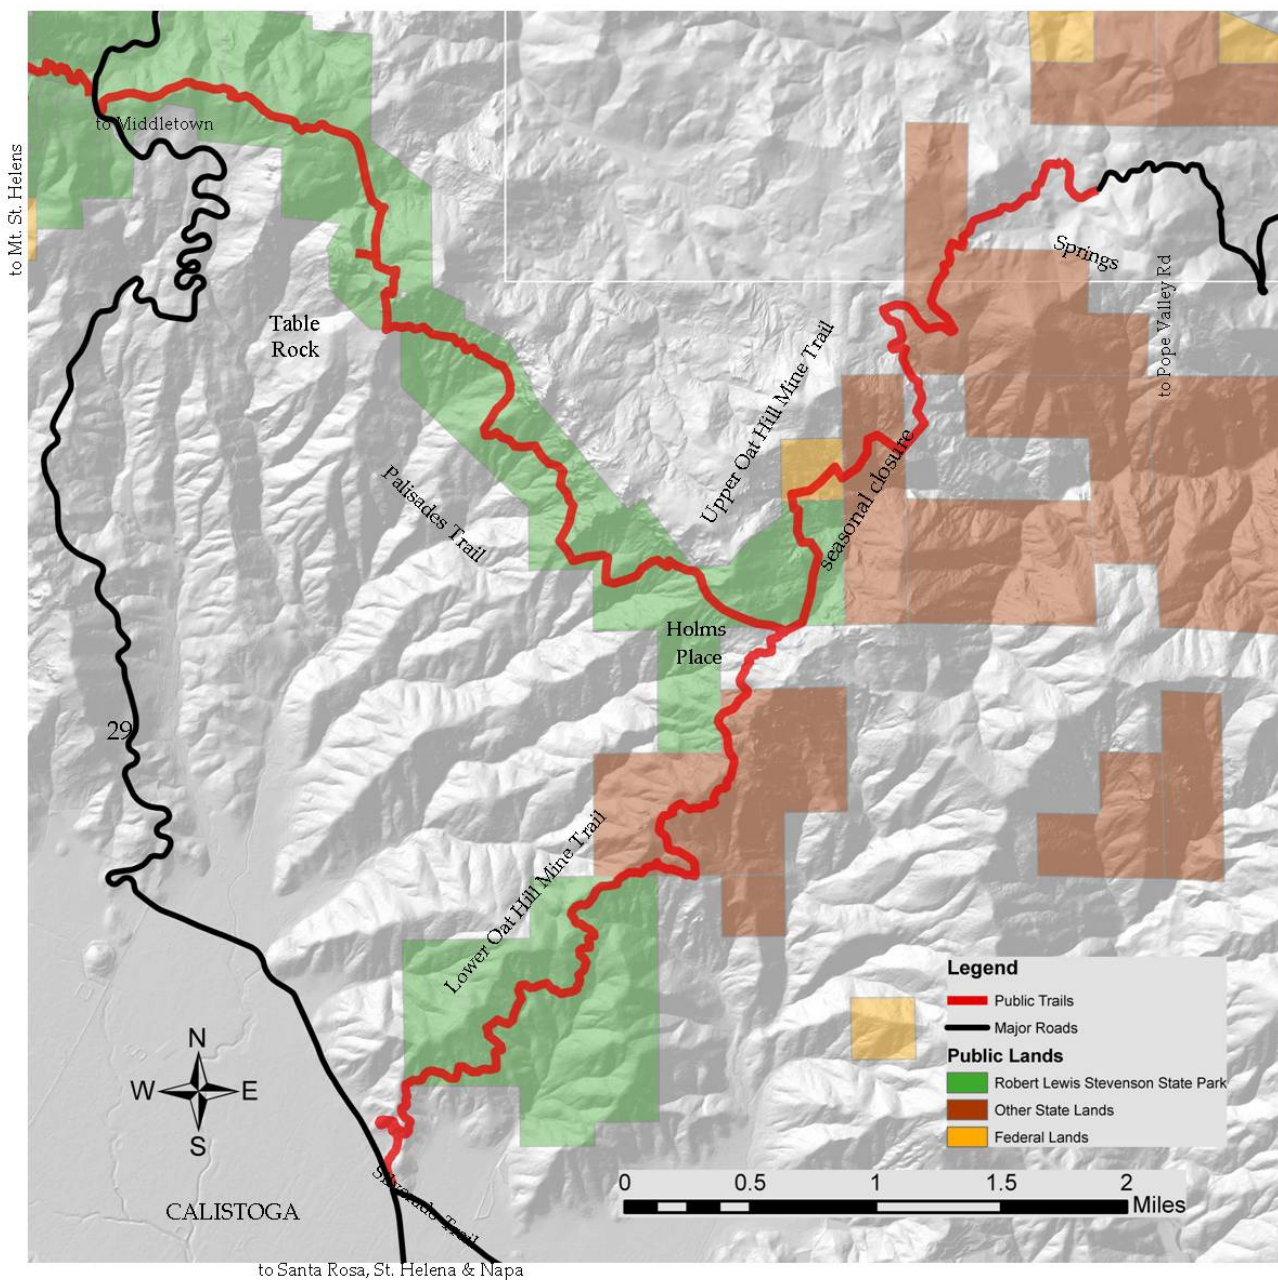 to Middletown
to Mt. St. Helens
Springs
to Pope Valley Rd
Table
Rock
Upper Oat Hill Mine Trail
seasonal closure
Palisades Trail
Holms
Place
29
Lower Oat Hill Mine Trail
Legend
Public Trails
Major Roads
Public Lands
Robert Lewis Stevenson State Park
Other State Lands
Federal Lands
N
W E
S
Silverado Trail
0 0.5 1 1.5 2
Miles
CALISTOGA
to Santa Rosa, St. Helena & Napa